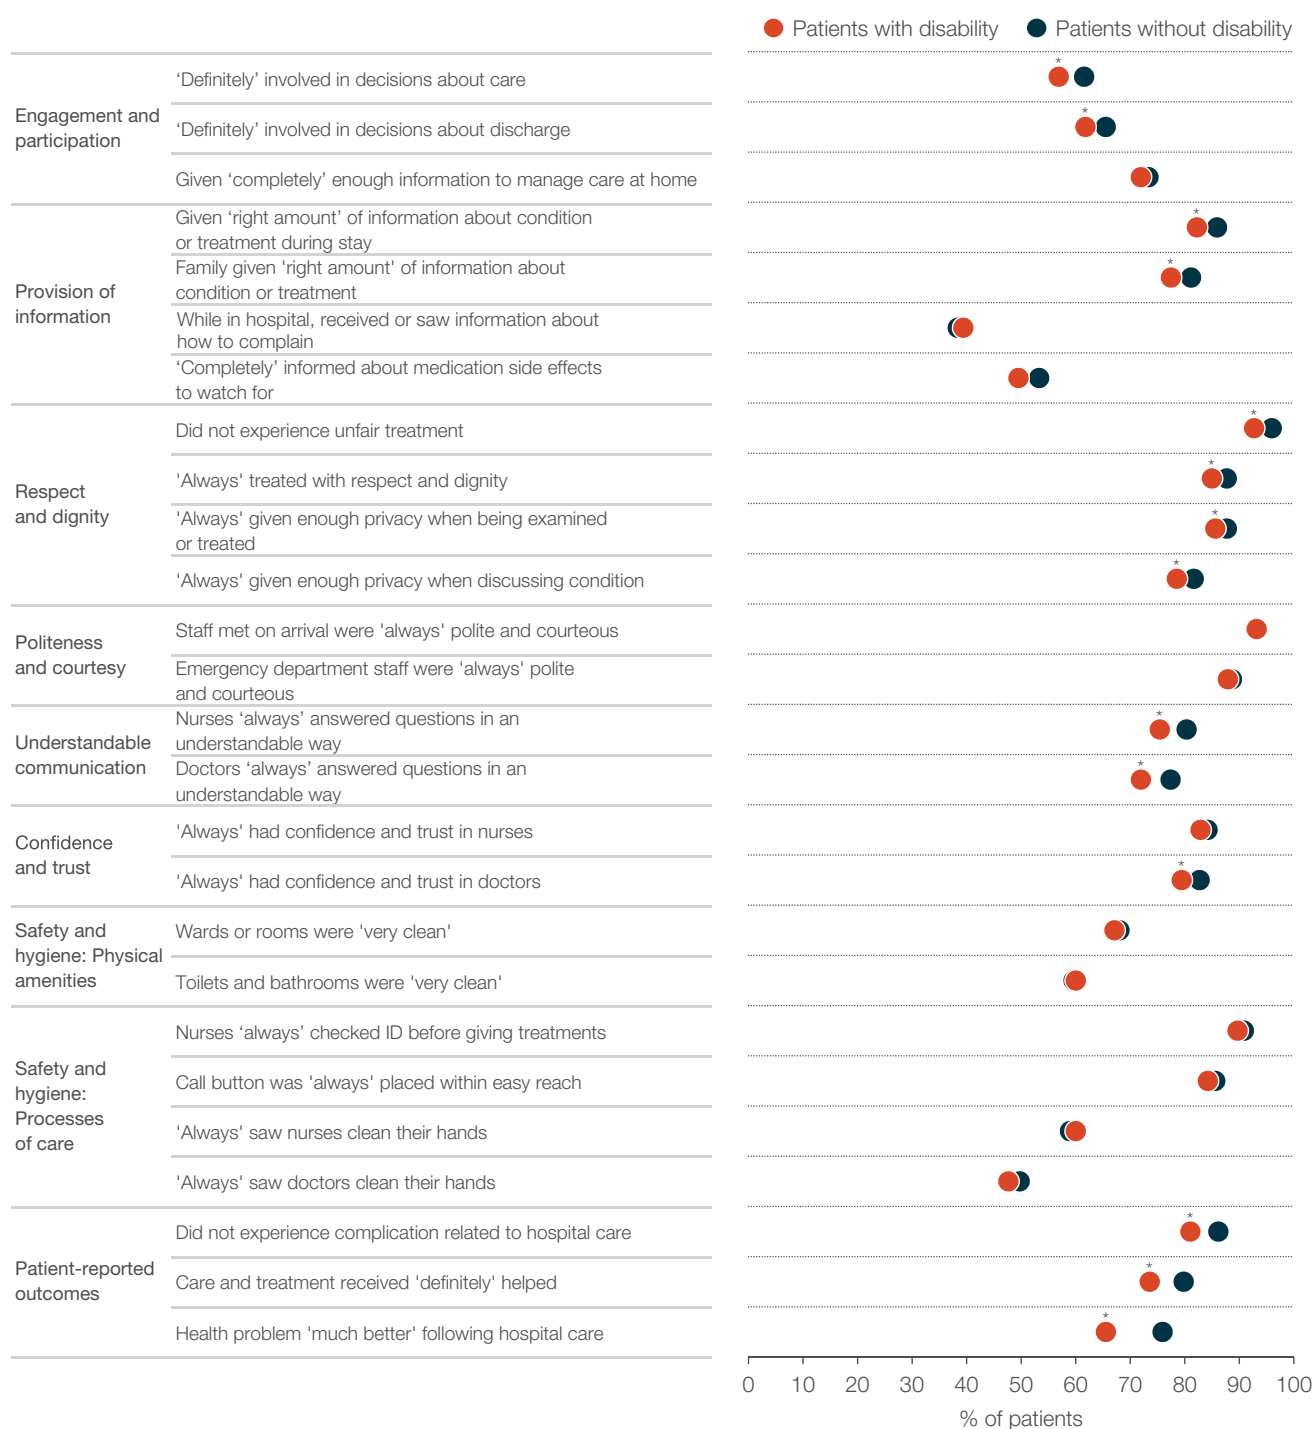 Patients with disability
Patients without disability
Engagement and
participation
‘Definitely’ involved in decisions about care
*
‘Definitely’ involved in decisions about discharge
*
Given ‘completely’ enough information to manage care at home
Provision of
information
Given ‘right amount’ of information about condition
or treatment during stay
*
Family given 'right amount' of information about
condition or treatment
*
While in hospital, received or saw information about
how to complain
‘Completely’ informed about medication side effects
to watch for
Respect
and dignity
Did not experience unfair treatment
*
'Always' treated with respect and dignity
*
'Always' given enough privacy when being examined
or treated
*
'Always' given enough privacy when discussing condition
*
Politeness
and courtesy
Staff met on arrival were 'always' polite and courteous
Emergency department staff were 'always' polite
and courteous
Understandable
communication
Nurses ‘always’ answered questions in an
understandable way
*
Doctors ‘always’ answered questions in an
understandable way
*
Confidence
and trust
'Always' had confidence and trust in nurses
'Always' had confidence and trust in doctors
*
Safety and
hygiene: Physical
amenities
Wards or rooms were 'very clean'
Toilets and bathrooms were 'very clean'
Safety and
hygiene:
Processes
of care
Nurses ‘always’ checked ID before giving treatments
Call button was 'always' placed within easy reach
'Always' saw nurses clean their hands
'Always' saw doctors clean their hands
Patient-reported
outcomes
Did not experience complication related to hospital care
*
Care and treatment received 'definitely' helped
*
Health problem 'much better' following hospital care
*
0 10 20 30 40 50 60 70 80 90 100
% of patients